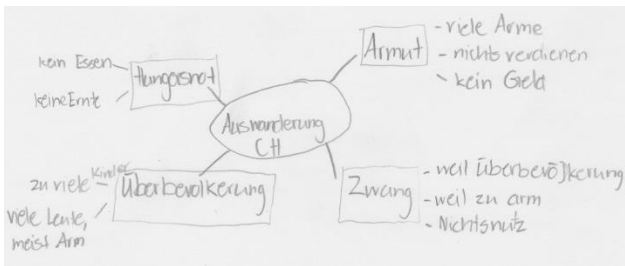 Auswanderung
CH
Hungersnot
kein Essen
keine Ernt
Armut
- viele Arme
- nichts verdienen
kein Geld
Überbevölkerung
zu viele Kinder
viele Leute,
meist Arm
Zwang
- weil Überbevölkerung
- weil zu arm
- Nichtsnutz